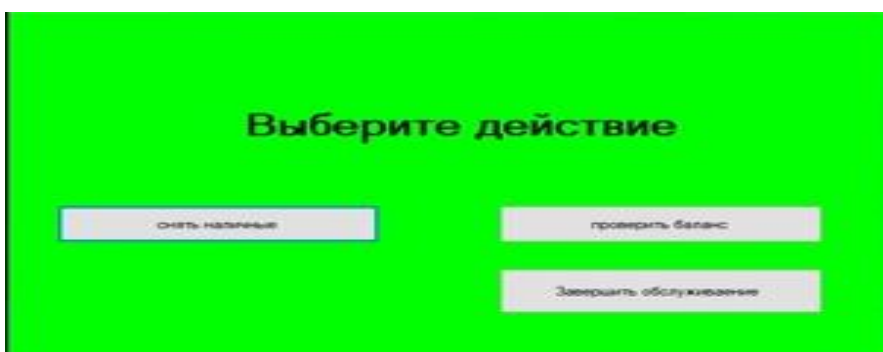 Выберите действие
снять наличные
проверить баланс
Завершить обслуживание